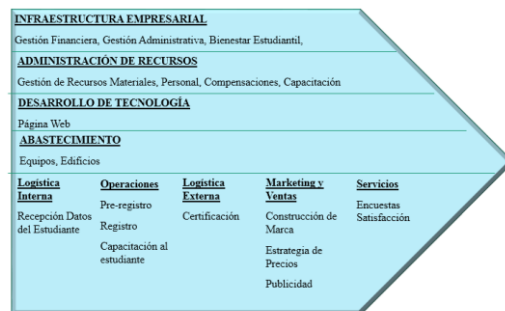 INFRAESTRUCTURA EMPRESARIAL
Gestión Financiera, Gestión Administrativa, Bienestar Estudiantil,
ADMINISTRACIÓN DE RECURSOS
Gestión de Recursos Materiales, Personal, Compensaciones, Capacitación
DESARROLLO DE TECNOLOGÍA
Página Web
ABASTECIMIENTO
Equipos, Edificios
Logística
Interna
Recepción Datos
del Estudiante
Operaciones
Pre-registro
Registro
Capacitación al
estudiante
Logística
Externa
Certificación
Marketing y
Ventas
Construcción de
Marca
Estrategia de
Precios
Publicidad
Servicios
Encuestas
Satisfacción